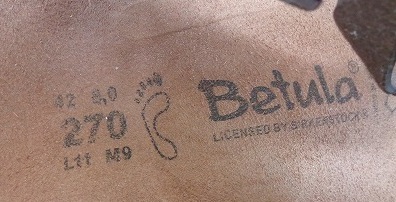 42 8,0
270
L11 M9
Betula®
LICENSED BY BIRKENSTOCK